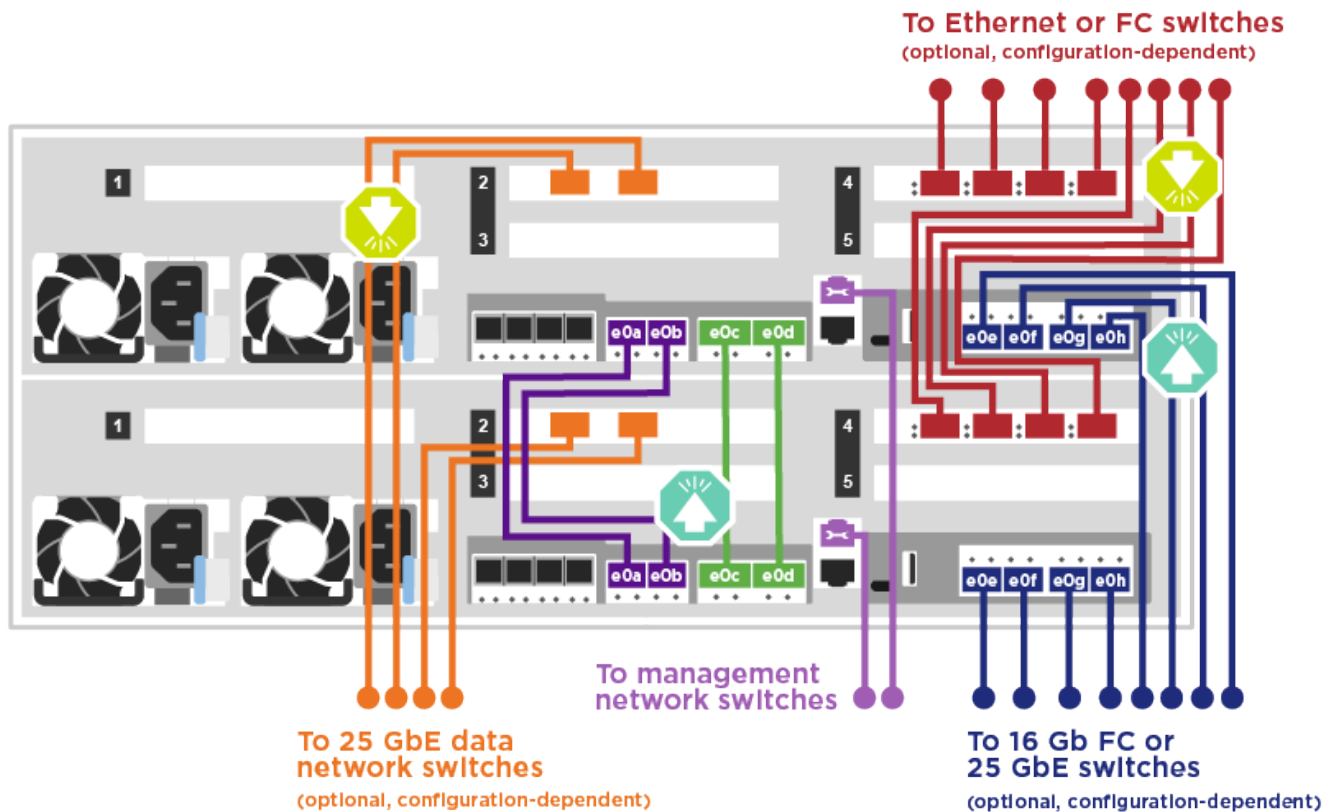 To Ethernet or FC switches
(optional, configuration-dependent)
1
2
4
3
5
e0a e0b e0c e0d
e0e e0f e0g e0h
1
2
4
3
5
e0a e0b e0c e0d
e0e e0f e0g e0h
To management
network switches
To 25 GbE data
network switches
(optional, configuration-dependent)
To 16 Gb FC or
25 GbE switches
(optional, configuration-dependent)